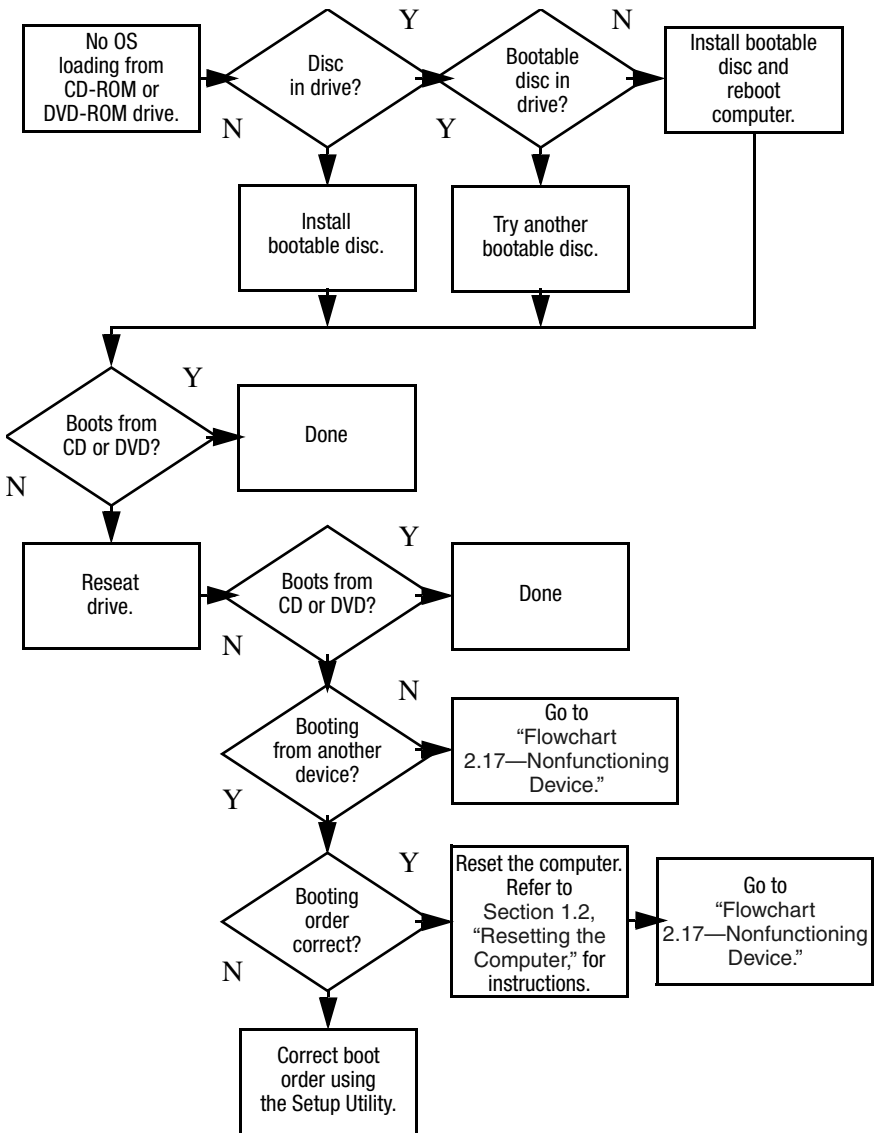 No OS
loading from
CD-ROM or
DVD-ROM drive.
Y
Disc
in drive?
N
N
Bootable
disc in
drive?
Y
Install bootable
disc and
reboot
computer.
Install
bootable disc.
Try another
bootable disc.
Y
Boots from
CD or DVD?
N
Done
Reseat
drive.
Y
Boots from
CD or DVD?
N
Done
N
Booting
from another
device?
Y
Go to
“Flowchart
2.17—Nonfunctioning
Device.”
Y
Booting
order
correct?
N
Reset the computer.
Refer to
Section 1.2,
“Resetting the
Computer,” for
instructions.
Go to
“Flowchart
2.17—Nonfunctioning
Device.”
Correct boot
order using
the Setup Utility.